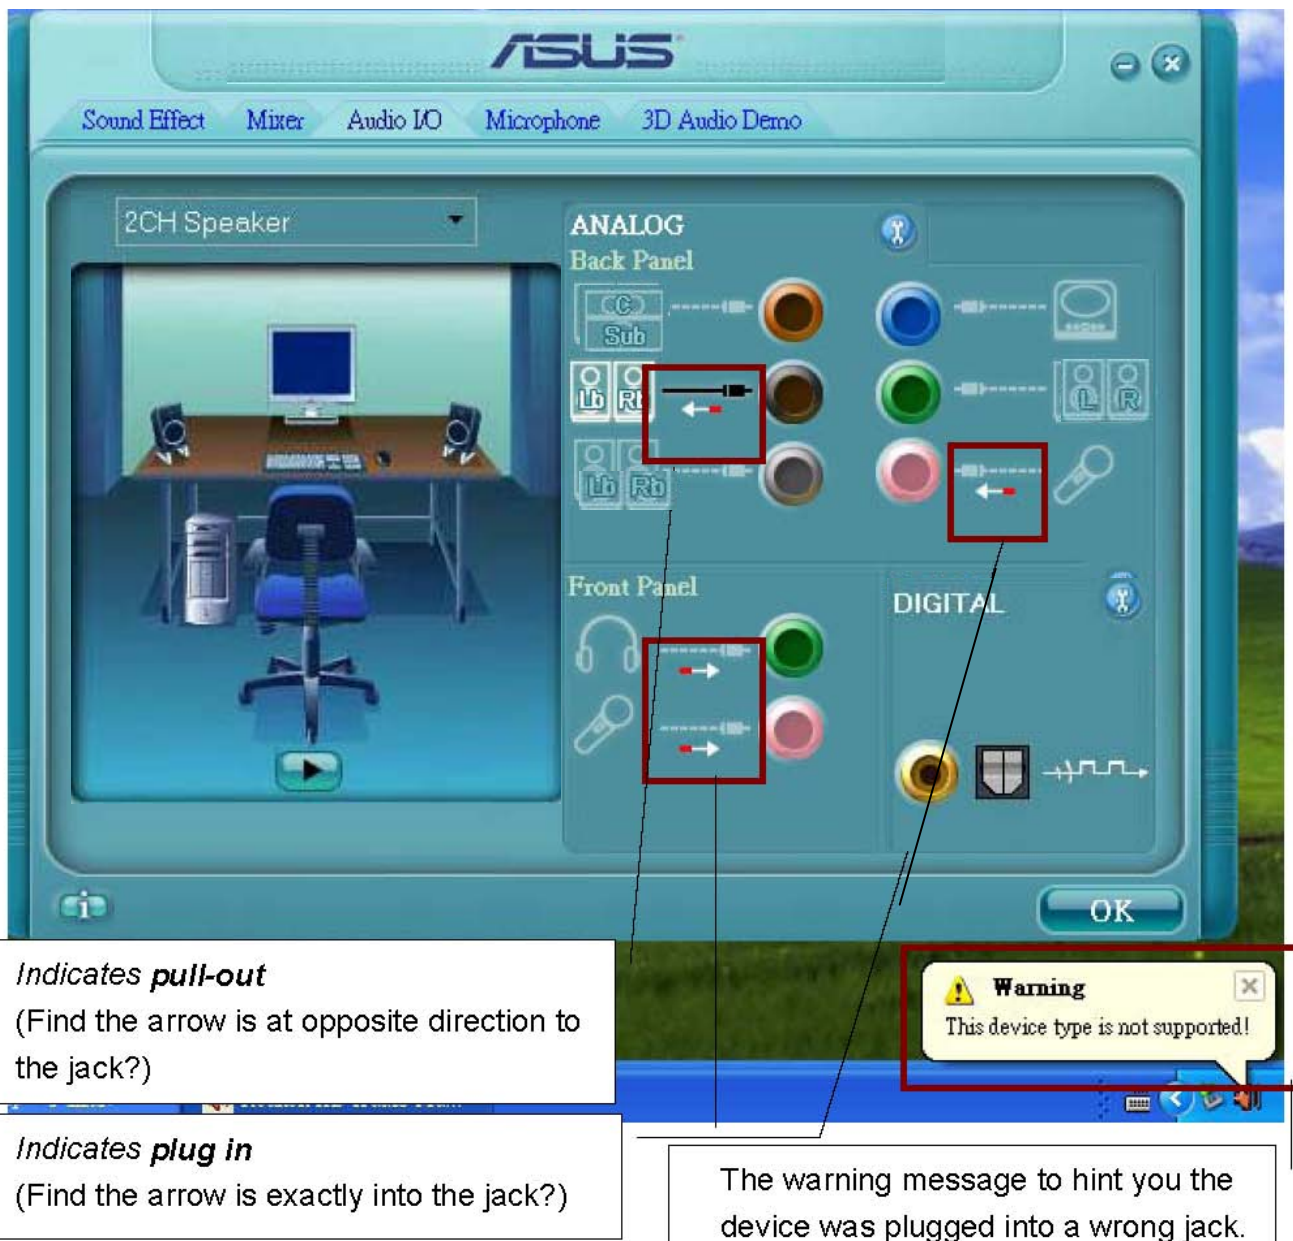 ASUS
Sound Effect Mixer Audio I/O Microphone 3D Audio Demo
2CH Speaker
ANALOG
Back Panel
C
Sub
Lb Rb
L R
Lb Rb
Front Panel
DIGITAL
i
OK
Indicates pull-out
(Find the arrow is at opposite direction to
the jack?)
Warning
This device type is not supported!
Indicates plug in
(Find the arrow is exactly into the jack?)
The warning message to hint you the
device was plugged into a wrong jack.